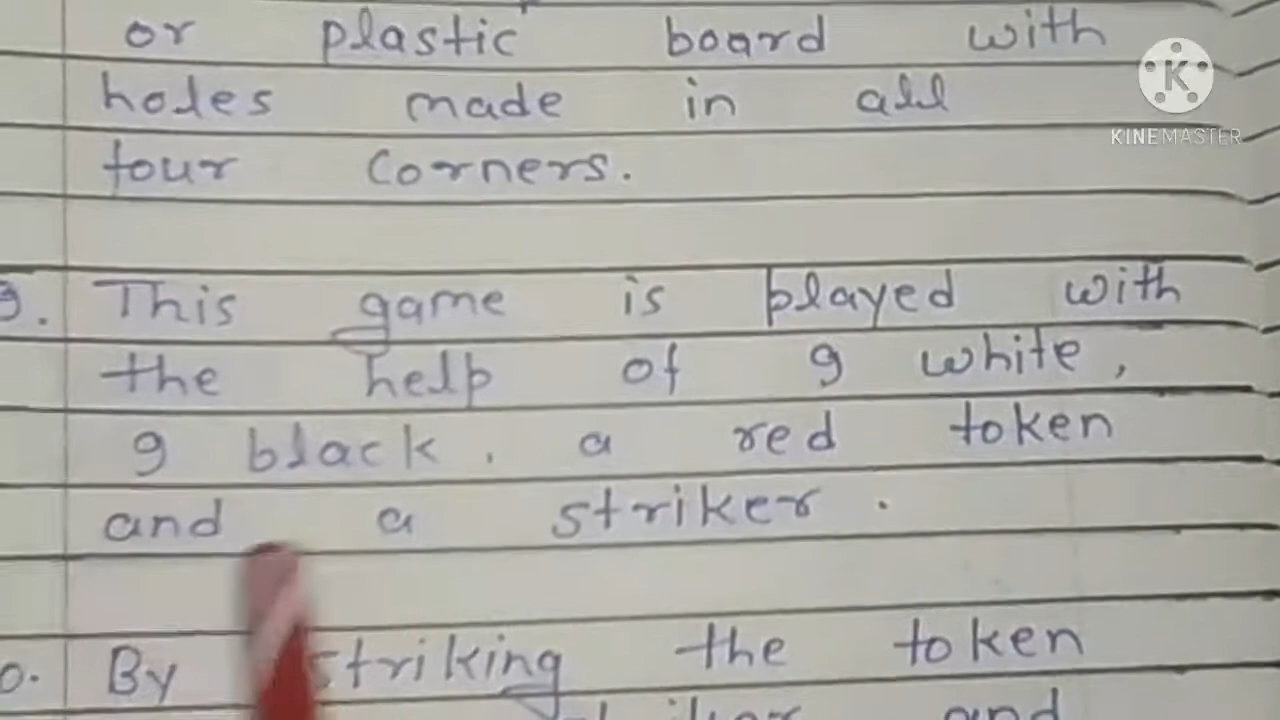 or plastic board with
holes made in all
four corners.
9. This game is played with
the help of 9 white,
9 black, a red token
and a striker.
By striking the token
and
K
KINEMASTER